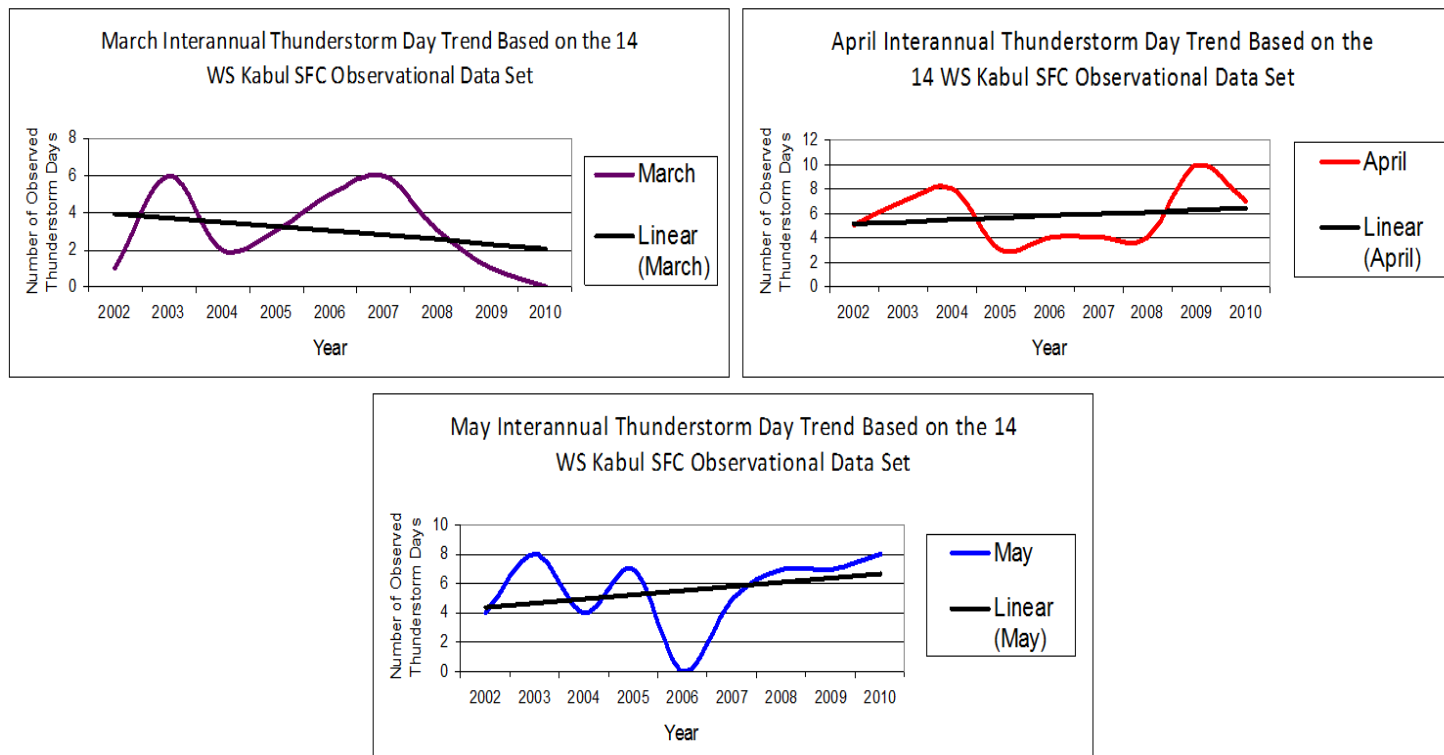 March Interannual Thunderstorm Day Trend Based on the 14
WS Kabul SFC Observational Data Set
Number of Observed
Thunderstorm Days
8
6
4
2
0
2002 2003 2004 2005 2006 2007 2008 2009 2010
Year
March
Linear
(March)
April Interannual Thunderstorm Day Trend Based on the
14 WS Kabul SFC Observational Data Set
Number of Observed
Thunderstorm Days
12
10
8
6
4
2
0
2002 2003 2004 2005 2006 2007 2008 2009 2010
Year
April
Linear
(April)
May Interannual Thunderstorm Day Trend Based on the 14
WS Kabul SFC Observational Data Set
Number of Observed
Thunderstorm Days
10
8
6
4
2
0
2002 2003 2004 2005 2006 2007 2008 2009 2010
Year
May
Linear
(May)